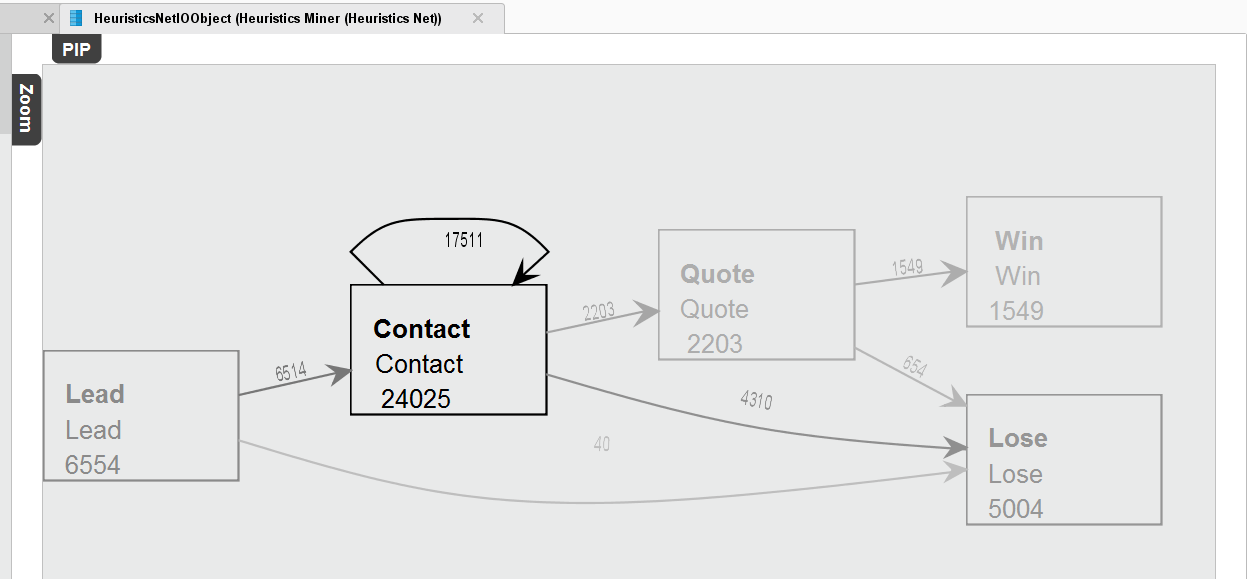 HeuristicsNetIOObject (Heuristics Miner (Heuristics Net))
PIP
Zoom
17511
Contact
Contact
24025
Lead
Lead
6554
6514
40
2203
4310
Quote
Quote
2203
1549
654
Win
Win
1549
Lose
Lose
5004